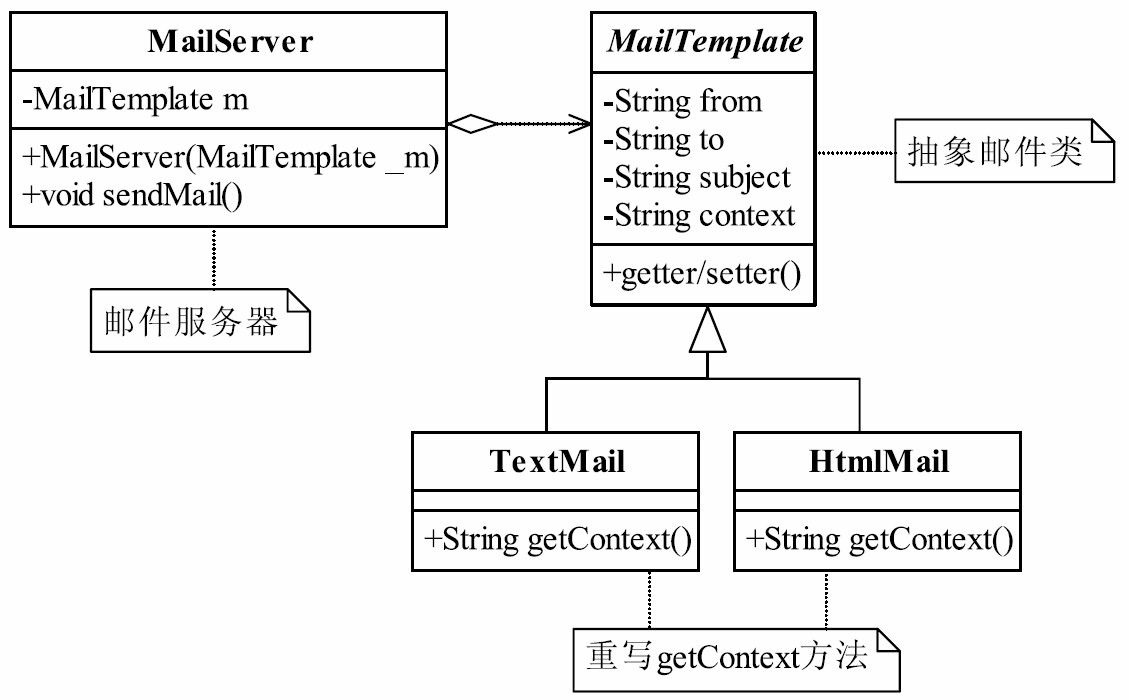 MailServer
-MailTemplate m
+MailServer(MailTemplate _m)
+void sendMail()
邮件服务器
MailTemplate
-String from
-String to
-String subject
-String context
+getter/setter()
抽象邮件类
TextMail
+String getContext()
HtmlMail
+String getContext()
重写getContext方法